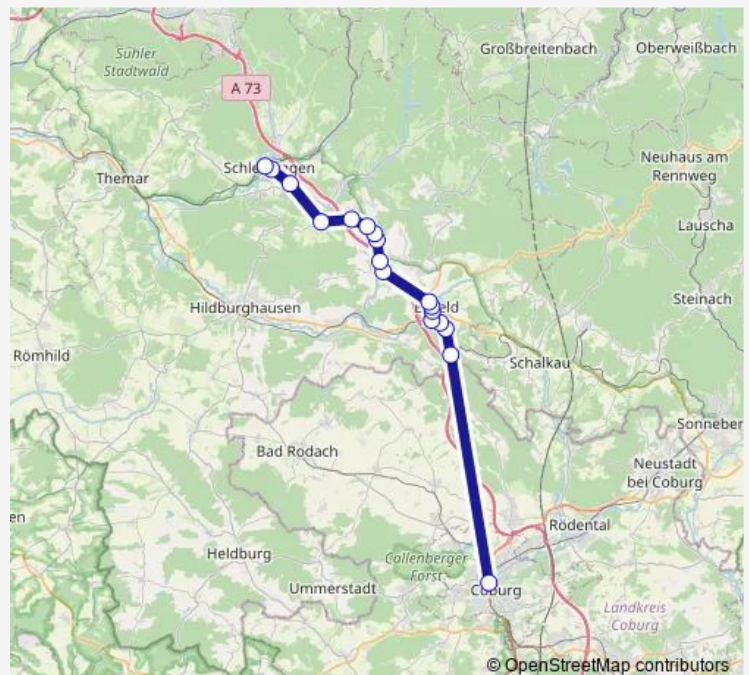 Suhler
Stadtwald
Großbreitenbach
Oberweißbach
A 73
Themar
Neuhaus am
Rennweg
Lauscha
Hildburghausen
Steinach
Römhild
Schalkau
Sonneber
Bad Rodach
Neustadt
bei Coburg
en
Rödental
Heldburg
Callenberger
Forst
Ummerstadt
Coburg
Landkreis
Coburg
© OpenStreetMap contributors